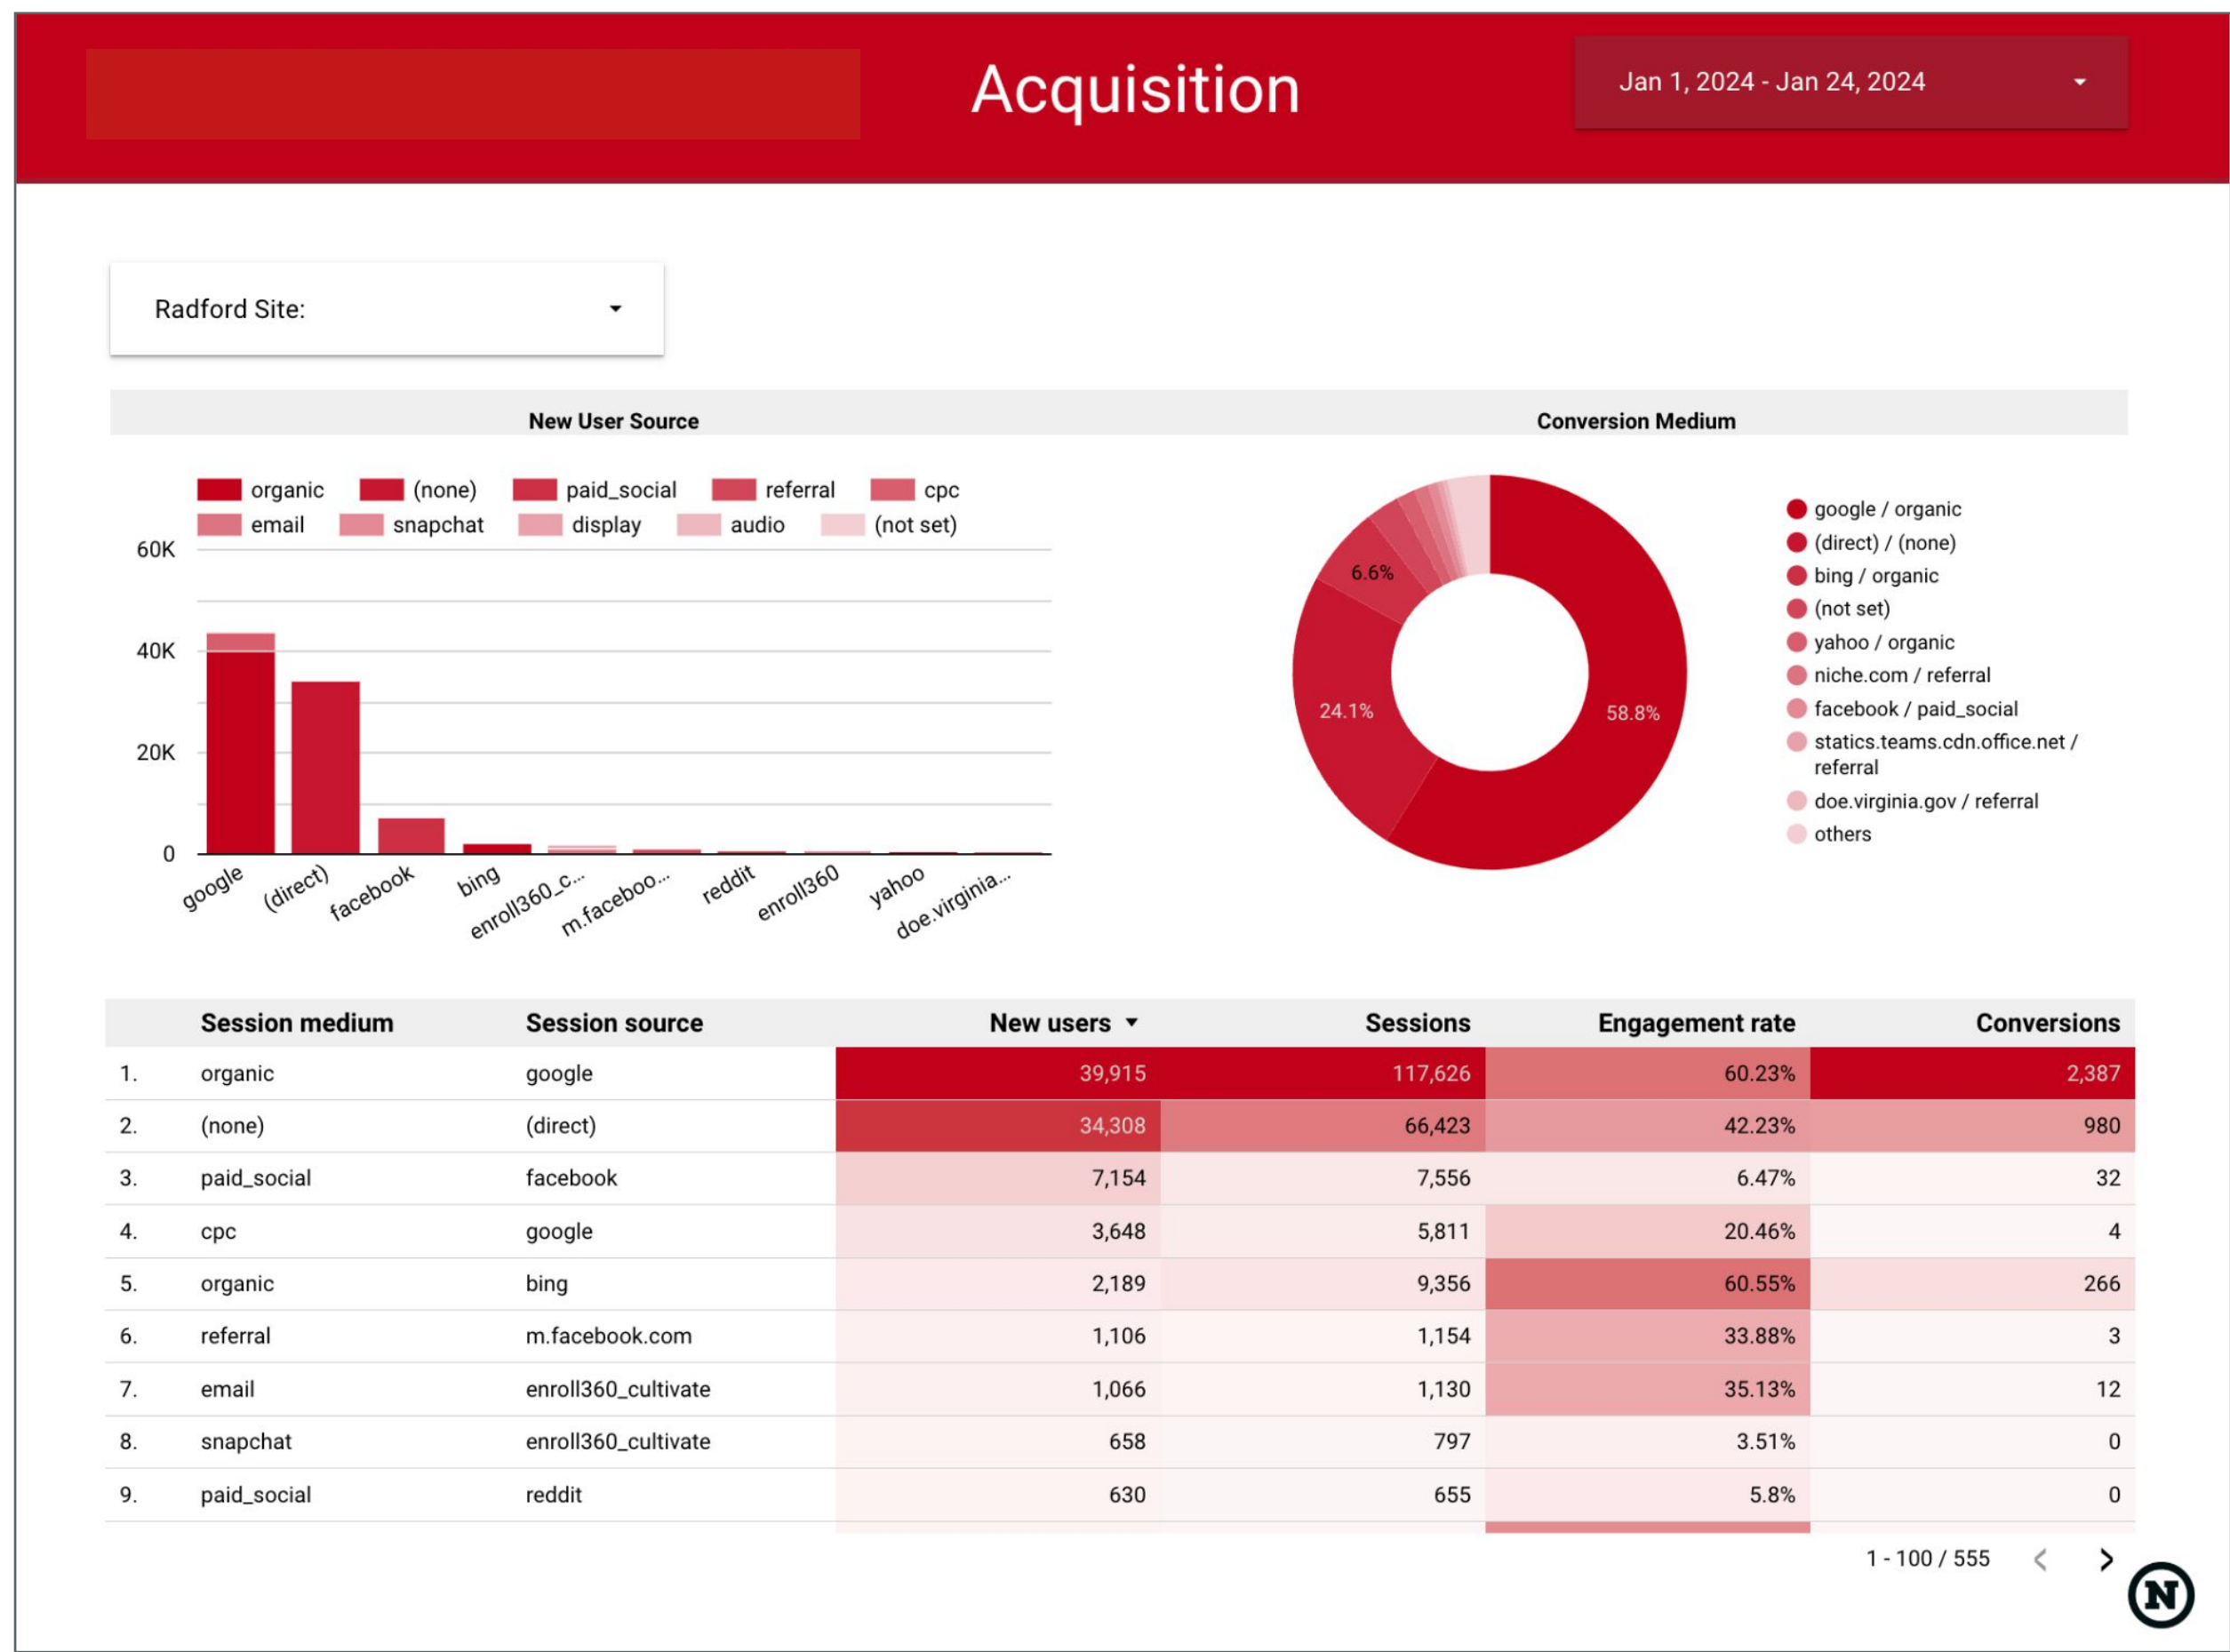 Acquisition
Jan 1, 2024 - Jan 24, 2024
Radford Site:
New User Source
Conversion Medium
organic (none) paid_social referral cpc
email snapchat display audio (not set)
60K
40K
20K
0
google (direct) facebook bing enroll360_c... m.faceboo... reddit enroll360 yahoo doe.virginia...
6.6%
24.1%
58.8%
google / organic
(direct) / (none)
bing / organic
(not set)
yahoo / organic
niche.com / referral
facebook / paid_social
statics.teams.cdn.office.net /
referral
doe.virginia.gov / referral
others
Session medium Session source New users Sessions Engagement rate Conversions
1. organic google 39,915 117,626 60.23% 2,387
2. (none) (direct) 34,308 66,423 42.23% 980
3. paid_social facebook 7,154 7,556 6.47% 32
4. cpc google 3,648 5,811 20.46% 4
5. organic bing 2,189 9,356 60.55% 266
6. referral m.facebook.com 1,106 1,154 33.88% 3
7. email enroll360_cultivate 1,066 1,130 35.13% 12
8. snapchat enroll360_cultivate 658 797 3.51% 0
9. paid_social reddit 630 655 5.8% 0
1 - 100 / 555
N